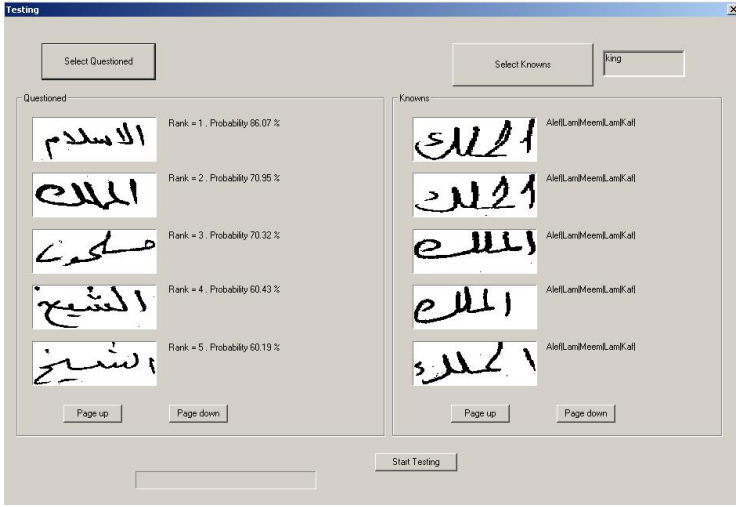 Testing
Select Questioned
Select Knowns
king
Questioned
الاسلام
Rank = 1 . Probability 86.07 %
الملك
Rank = 2 . Probability 70.95 %
Rank = 3 . Probability 70.32 %
الشيخ
Rank = 4 . Probability 60.43 %
الشيخ
Rank = 5 . Probability 60.19 %
Page up
Page down
Knowns
الملك
Alef|Lam|Meem|Lam|Kaf|
الملك
Alef|Lam|Meem|Lam|Kaf|
الملك
Alef|Lam|Meem|Lam|Kaf|
الملك
Alef|Lam|Meem|Lam|Kaf|
الملك
Alef|Lam|Meem|Lam|Kaf|
Page up
Page down
Start Testing